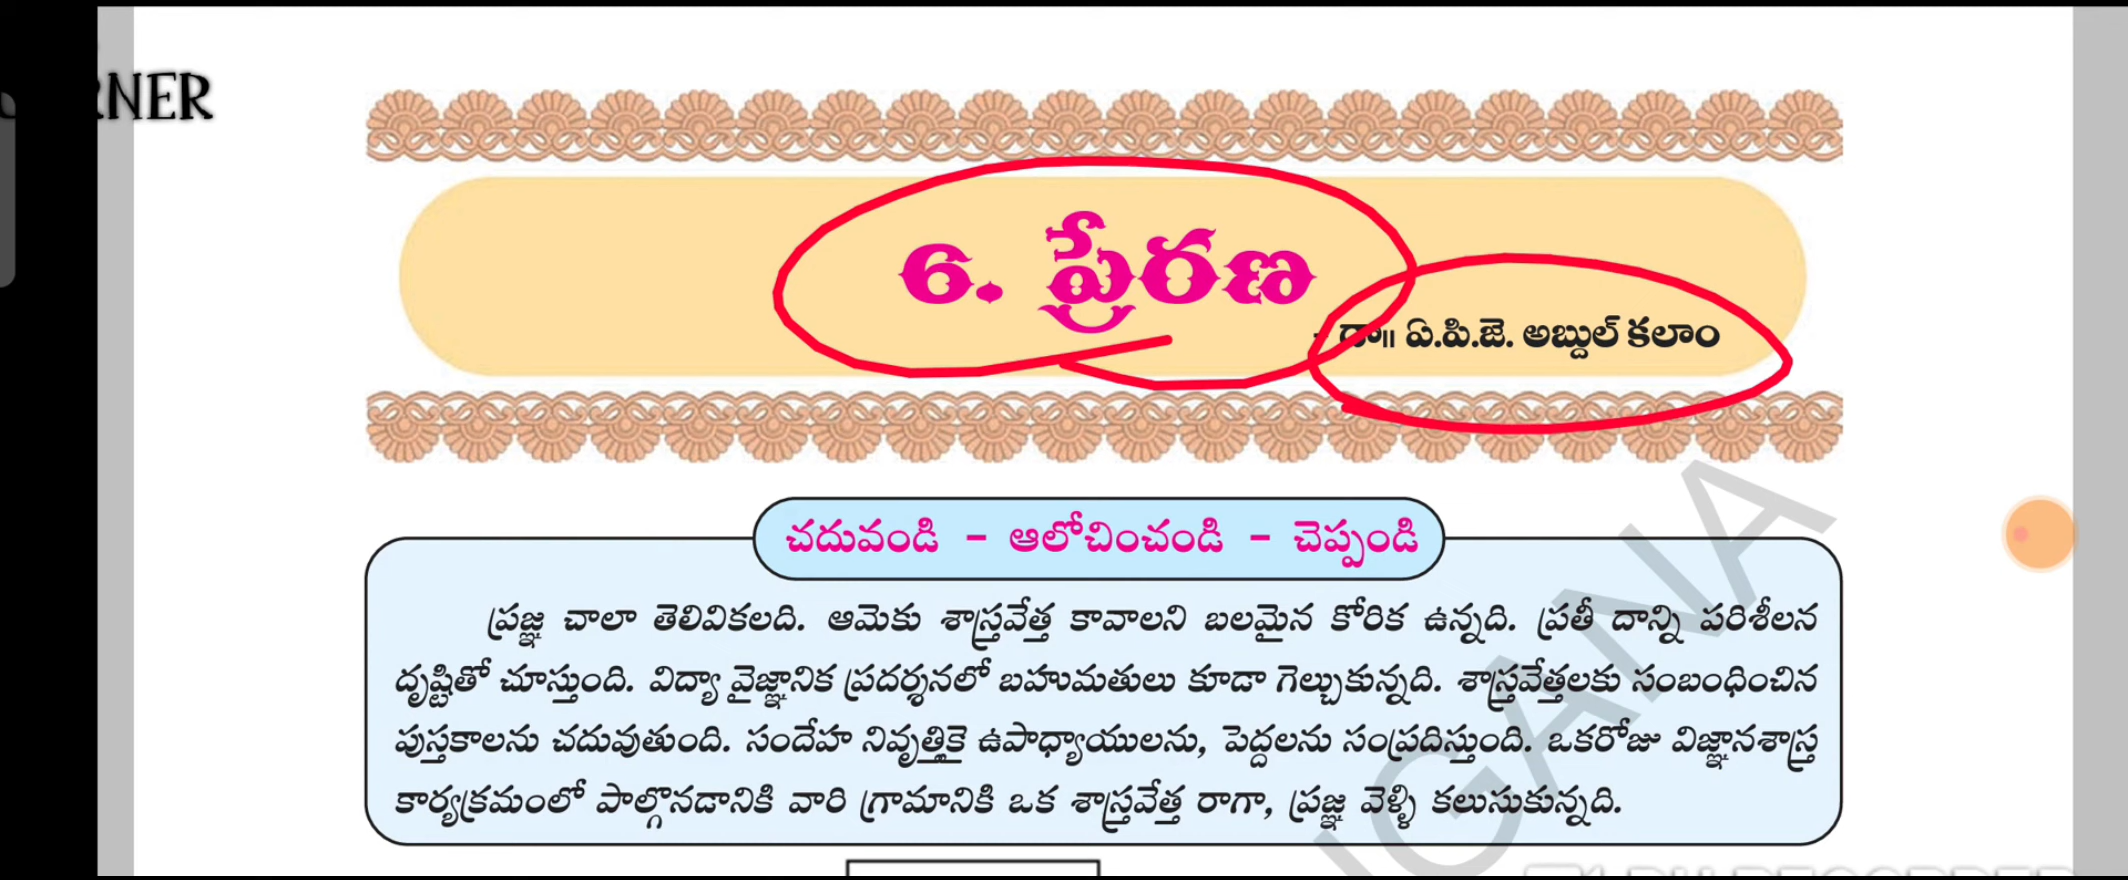 RNER
6. ప్రేరణ
- డా॥ ఏ.పి.జె. అబ్దుల్ కలాం
చదువండి - ఆలోచించండి - చెప్పండి
ప్రజ్ఞ చాలా తెలివికలది. ఆమెకు శాస్త్రవేత్త కావాలని బలమైన కోరిక ఉన్నది. ప్రతీ దాన్ని పరిశీలన
దృష్టితో చూస్తుంది. విద్యా వైజ్ఞానిక ప్రదర్శనలో బహుమతులు కూడా గెల్చుకున్నది. శాస్త్రవేత్తలకు సంబంధించిన
పుస్తకాలను చదువుతుంది. సందేహ నివృత్తికై ఉపాధ్యాయులను, పెద్దలను సంప్రదిస్తుంది. ఒకరోజు విజ్ఞానశాస్త్ర
కార్యక్రమంలో పాల్గొనడానికి వారి గ్రామానికి ఒక శాస్త్రవేత్త రాగా, ప్రజ్ఞ వెళ్ళి కలుసుకున్నది.